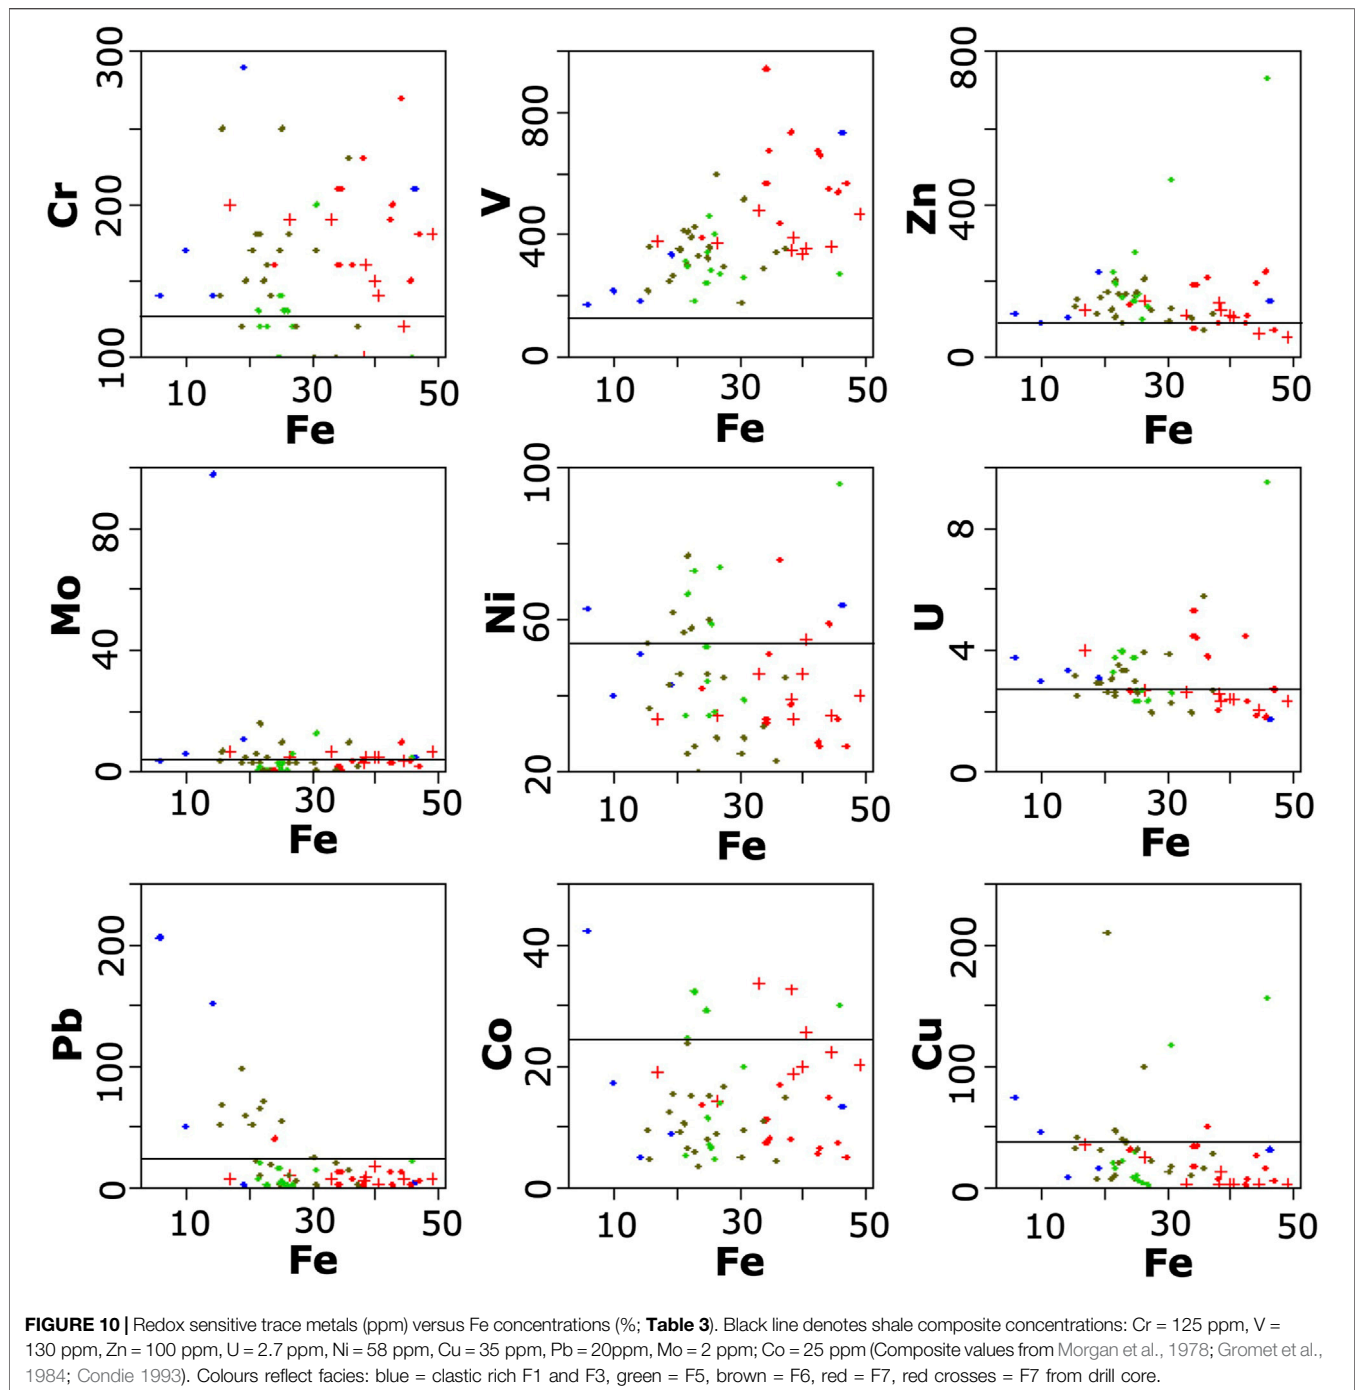 300
200
100
Cr
10 30 50
Fe
800
400
0
V
10 30 50
Fe
800
400
0
Zn
10 30 50
Fe
80
40
0
Mo
10 30 50
Fe
100
60
20
Ni
10 30 50
Fe
8
4
0
U
10 30 50
Fe
200
100
0
Pb
10 30 50
Fe
40
20
0
Co
10 30 50
Fe
200
100
0
Cu
10 30 50
Fe
FIGURE 10 | Redox sensitive trace metals (ppm) versus Fe concentrations (%; Table 3). Black line denotes shale composite concentrations: Cr = 125 ppm, V =
130 ppm, Zn = 100 ppm, U = 2.7 ppm, Ni = 58 ppm, Cu = 35 ppm, Pb = 20ppm, Mo = 2 ppm; Co = 25 ppm (Composite values from Morgan et al., 1978; Gromet et al.,
1984; Condie 1993). Colours reflect facies: blue = clastic rich F1 and F3, green = F5, brown = F6, red = F7, red crosses = F7 from drill core.